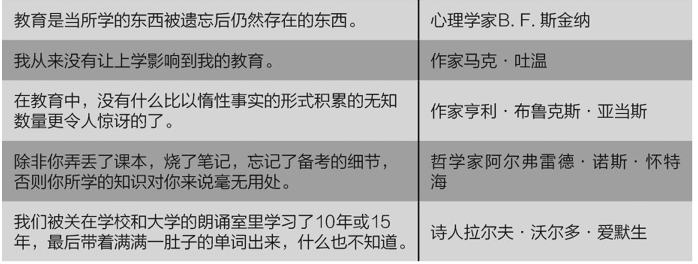 教育是当所学的东西被遗忘后仍然存在的东西。
心理学家B. F. 斯金纳
我从来没有让上学影响到我的教育。
作家马克·吐温
在教育中，没有什么比以惰性事实的形式积累的无知
数量更令人惊讶的了。
作家亨利·布鲁克斯·亚当斯
除非你弄丢了课本，烧了笔记，忘记了备考的细节，
否则你所学的知识对你来说毫无用处。
哲学家阿尔弗雷德·诺斯·怀特
海
我们被关在学校和大学的朗诵室里学习了10年或15
年，最后带着满满一肚子的单词出来，什么也不知道。
诗人拉尔夫·沃尔多·爱默生